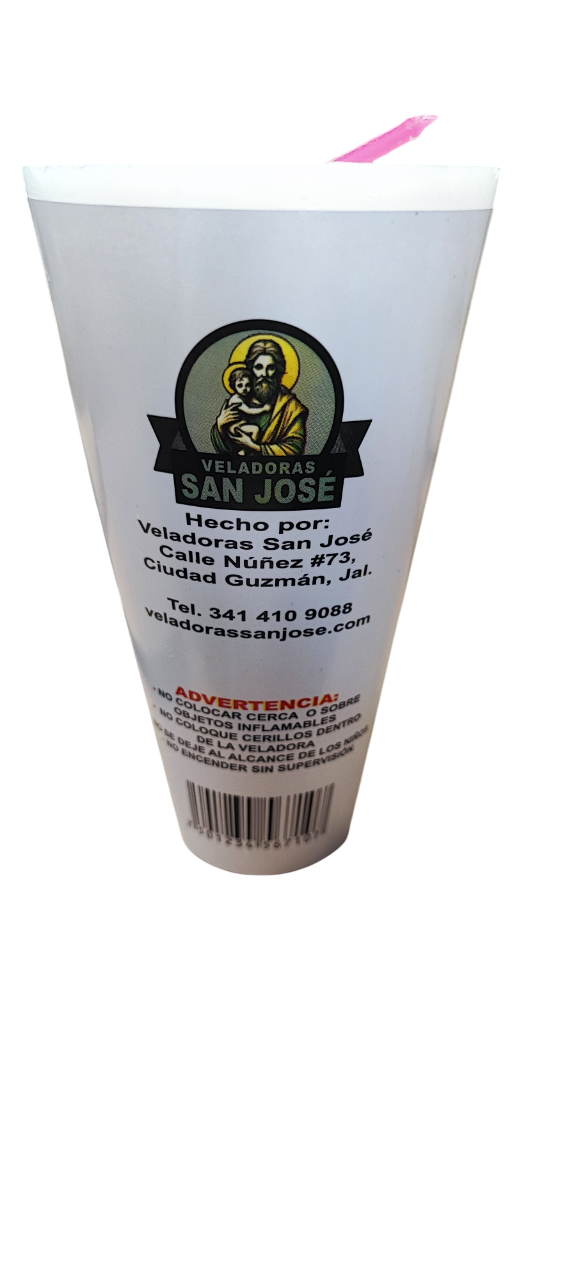 VELADORAS
SAN JOSÉ
Hecho por:
Veladoras San José
Calle Núñez #73,
Ciudad Guzmán, Jal.
Tel. 341 410 9088
veladorassanjose.com
ADVERTENCIA:
- NO COLOCAR CERCA O SOBRE
OBJETOS INFLAMABLES
- NO COLOQUE CERILLOS DENTRO
DE LA VELADORA
NO SE DEJE AL ALCANCE DE LOS NIÑOS
- NO ENCENDER SIN SUPERVISIÓN